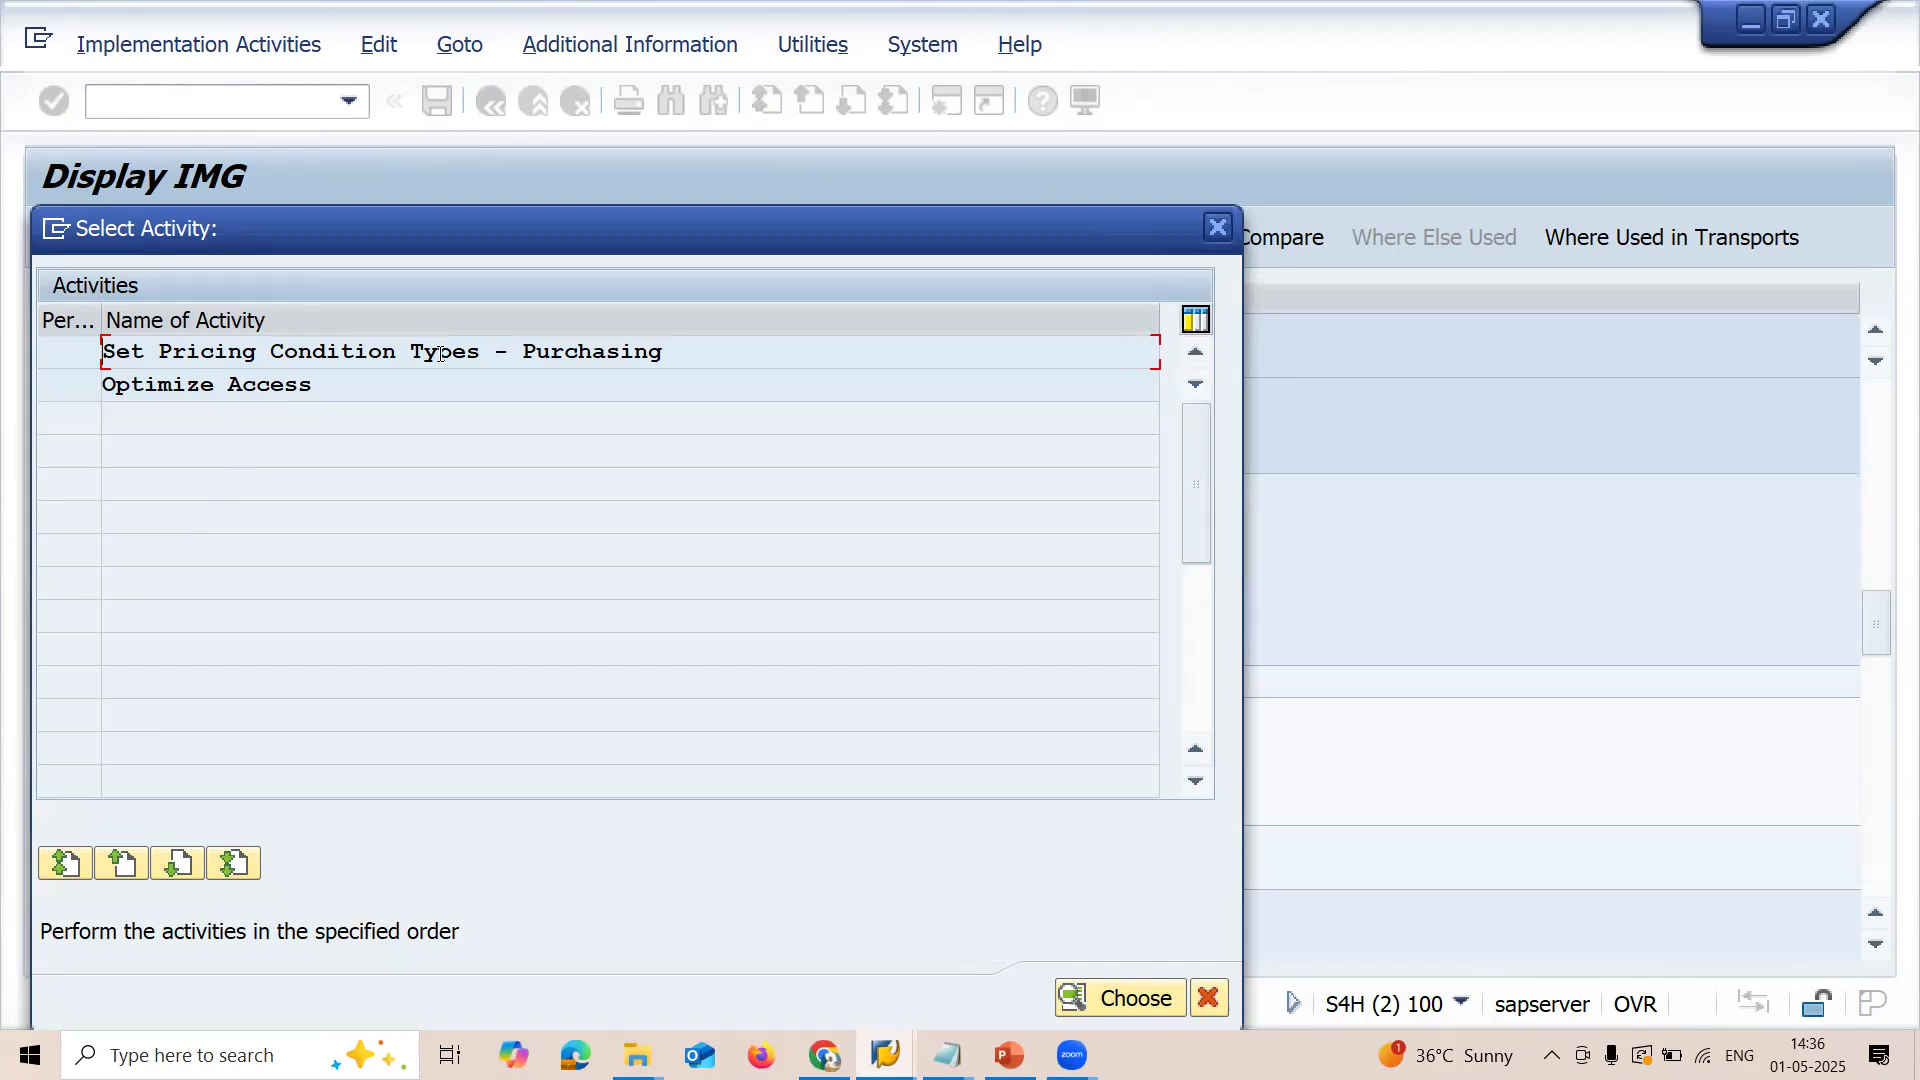 Implementation Activities Edit Goto Additional Information Utilities System Help
Display IMG
Select Activity:
Compare Where Else Used Where Used in Transports
Activities
Per... Name of Activity
Set Pricing Condition Types - Purchasing
Optimize Access
Perform the activities in the specified order
Choose
S4H (2) 100 sapserver OVR
Type here to search
zoom
1
36°C Sunny
ENG
14:36
01-05-2025